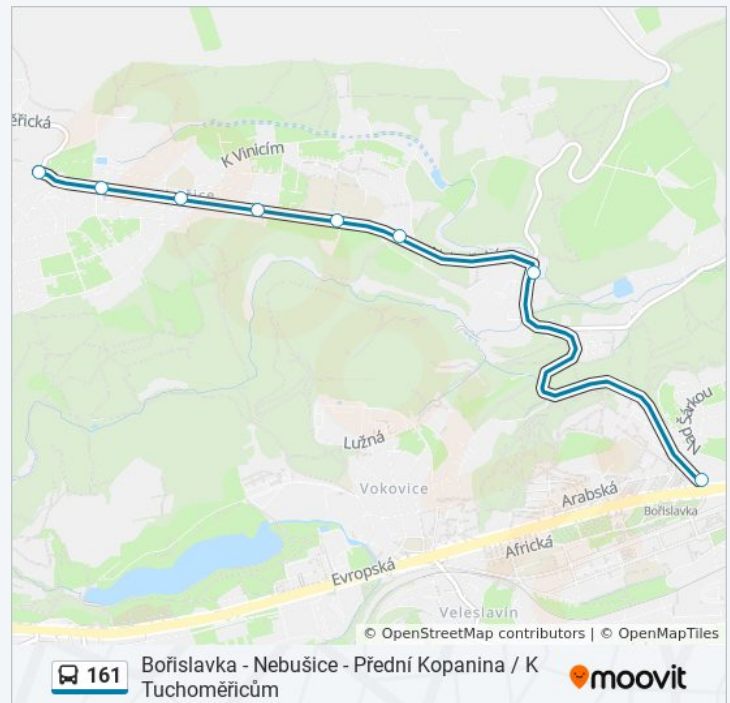 ěřická
K Vinicím
Nad Šárkou
Lužná
Vokovice
Arabská
Bořislavka
Africká
Evropská
Veleslavín
© OpenStreetMap contributors | © OpenMapTiles
161
Bořislavka - Nebušice - Přední Kopanina / K
Tuchoměřicům
moovit